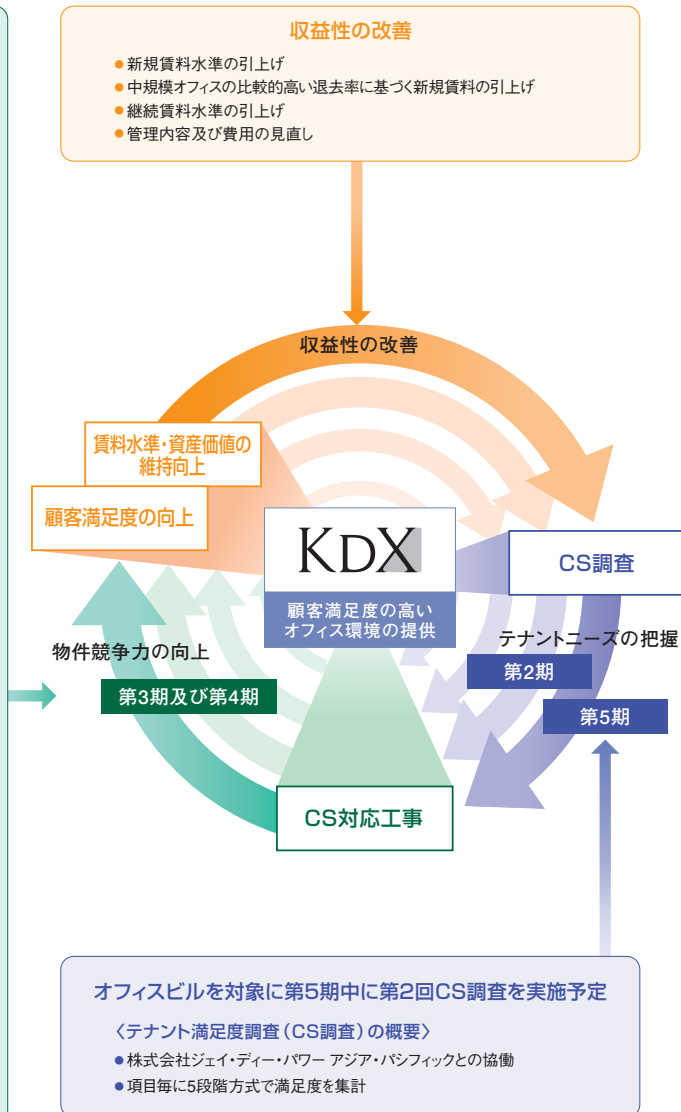 収益性の改善
●新規賃料水準の引上げ
●中規模オフィスの比較的高い退去率に基づく新規賃料の引上げ
●継続賃料水準の引上げ
●管理内容及び費用の見直し
収益性の改善
賃料水準・資産価値の
維持向上
顧客満足度の向上
KDX
顧客満足度の高い
オフィス環境の提供
CS調査
テナントニーズの把握
第2期
第5期
物件競争力の向上
第3期及び第4期
CS対応工事
オフィスビルを対象に第5期中に第2回CS調査を実施予定
〈テナント満足度調査(CS調査)の概要〉
●株式会社ジェイ・ディー・パワー アジア・パシフィックとの協働
●項目毎に5段階方式で満足度を集計